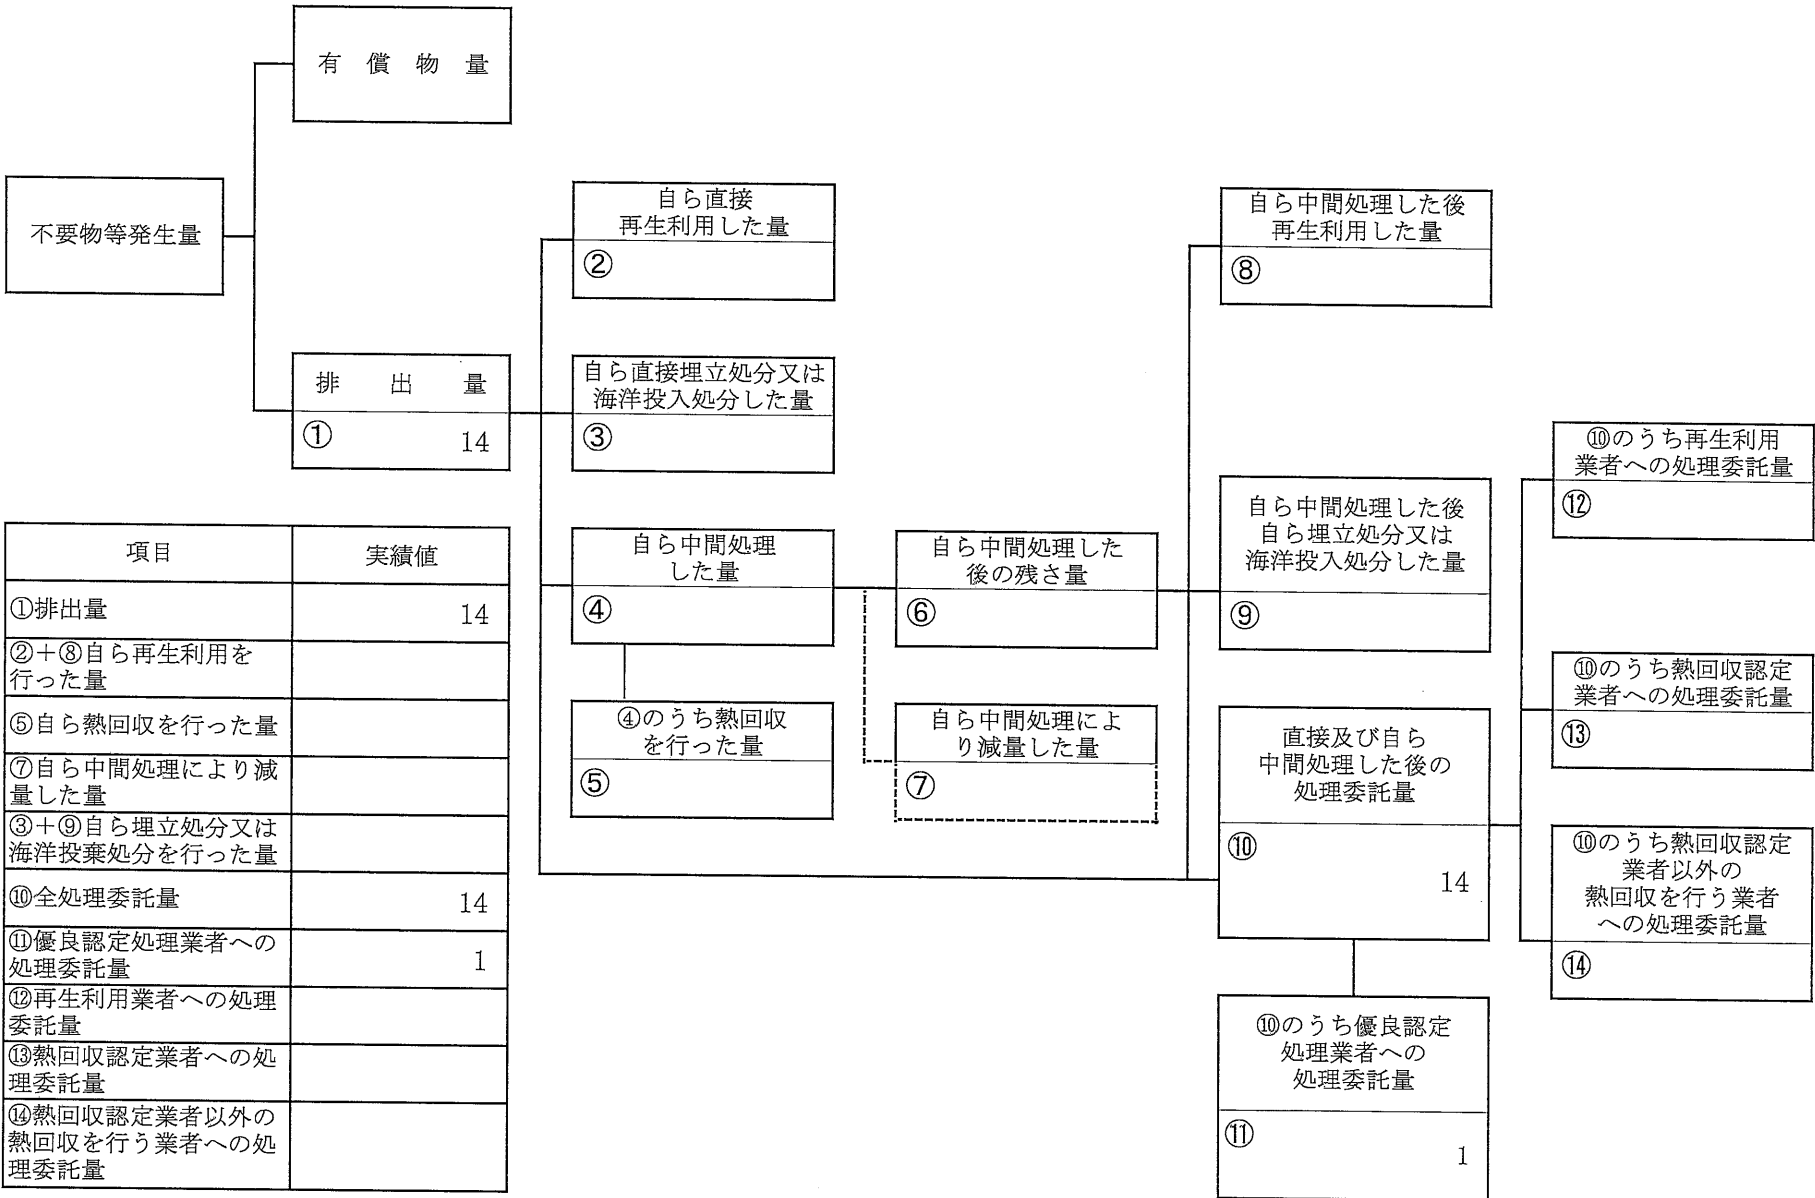 有償物量
不要物等発生量
排出量
① 14
自ら直接
再生利用した量
②
自ら直接埋立処分又は
海洋投入処分した量
③
自ら中間処理
した量
④
④のうち熱回収
を行った量
⑤
自ら中間処理した
後の残さ量
⑥
自ら中間処理によ
り減量した量
⑦
自ら中間処理した後
再生利用した量
⑧
自ら中間処理した後
自ら埋立処分又は
海洋投入処分した量
⑨
直接及び自ら
中間処理した後の
処理委託量
⑩
14
⑩のうち優良認定
処理業者への
処理委託量
⑪
1
⑩のうち再生利用
業者への処理委託量
⑫
⑩のうち熱回収認定
業者への処理委託量
⑬
⑩のうち熱回収認定
業者以外の
熱回収を行う業者
への処理委託量
⑭
項目 実績値
①排出量 14
②+⑧自ら再生利用を
行った量
⑤自ら熱回収を行った量
⑦自ら中間処理により減
量した量
③+⑨自ら埋立処分又は
海洋投棄処分を行った量
⑩全処理委託量 14
⑪優良認定処理業者への
処理委託量 1
⑫再生利用業者への処理
委託量
⑬熱回収認定業者への処
理委託量
⑭熱回収認定業者以外の
熱回収を行う業者への処
理委託量